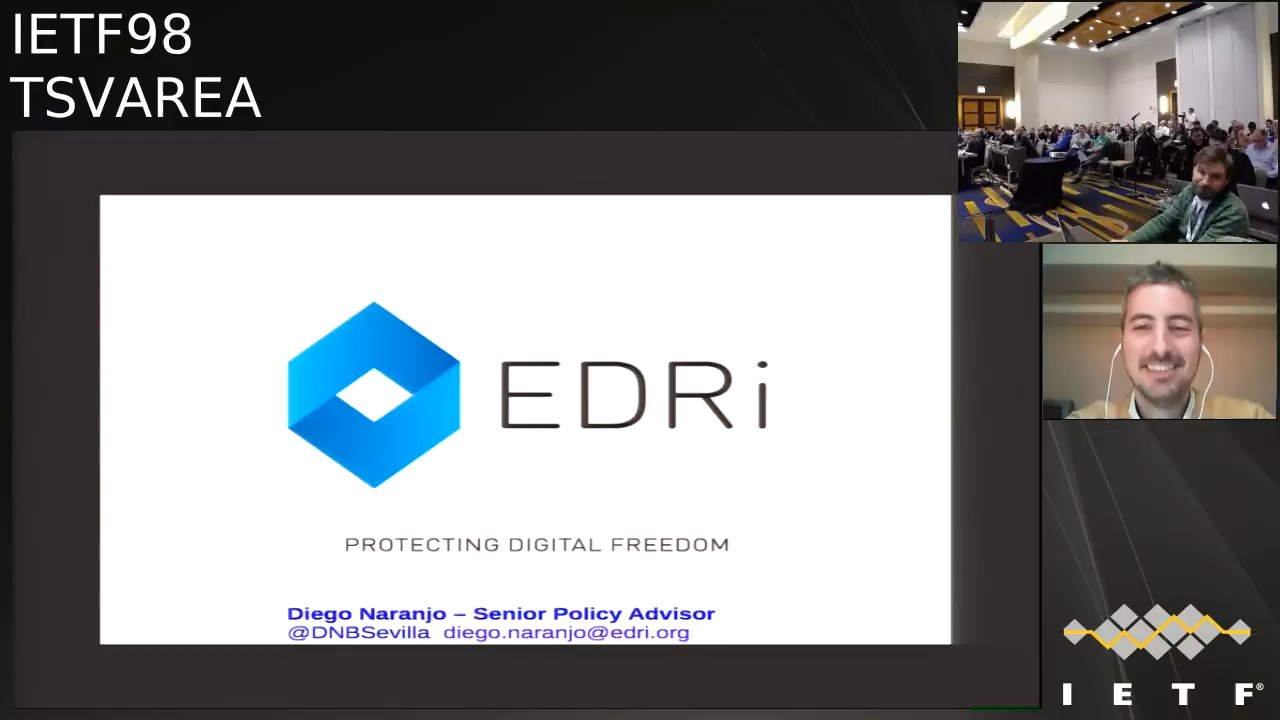 IETF98
TSVAREA
EDRi
PROTECTING DIGITAL FREEDOM
Diego Naranjo – Senior Policy Advisor
@DNBSevilla diego.naranjo@edri.org
I E T F®